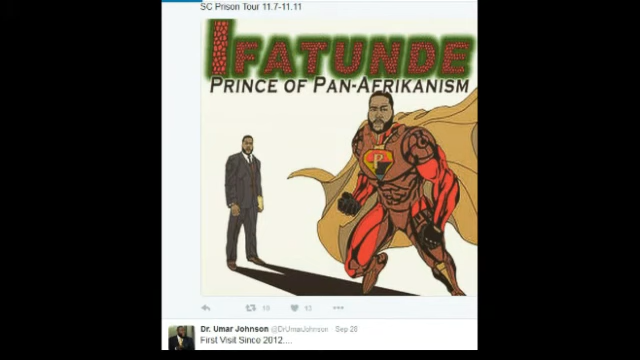 SC Prison Tour 11.7-11.11
IFATUNDE
PRINCE OF PAN-AFRIKANISM
P
10
13
Dr. Umar Johnson @DrUmarJohnson · Sep 28
First Visit Since 2012....